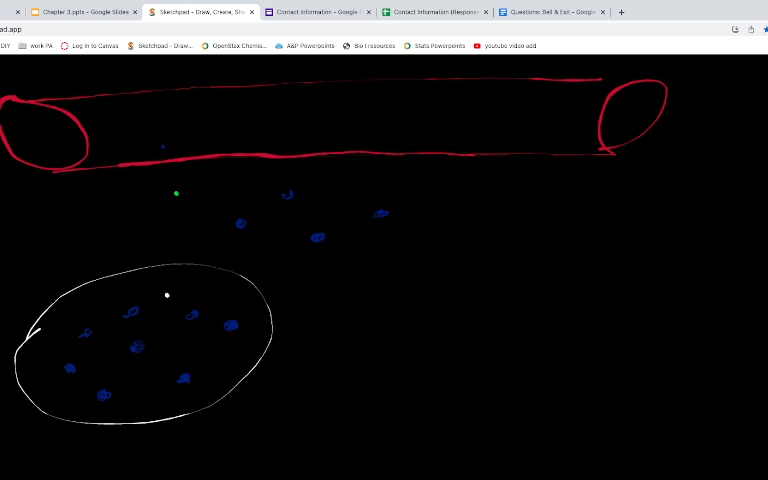 Chapter 3.pptx - Google Slides
Sketchpad - Draw, Create, Sha
Contact Information - Google F
Contact Information (Respons
Questions: Bell & Exit - Google
ad.app
DIY
work PA
Log In to Canvas
Sketchpad - Draw...
OpenStax Chemis...
A&P Powerpoints
Bio I resources
Stats Powerpoints
youtube video add